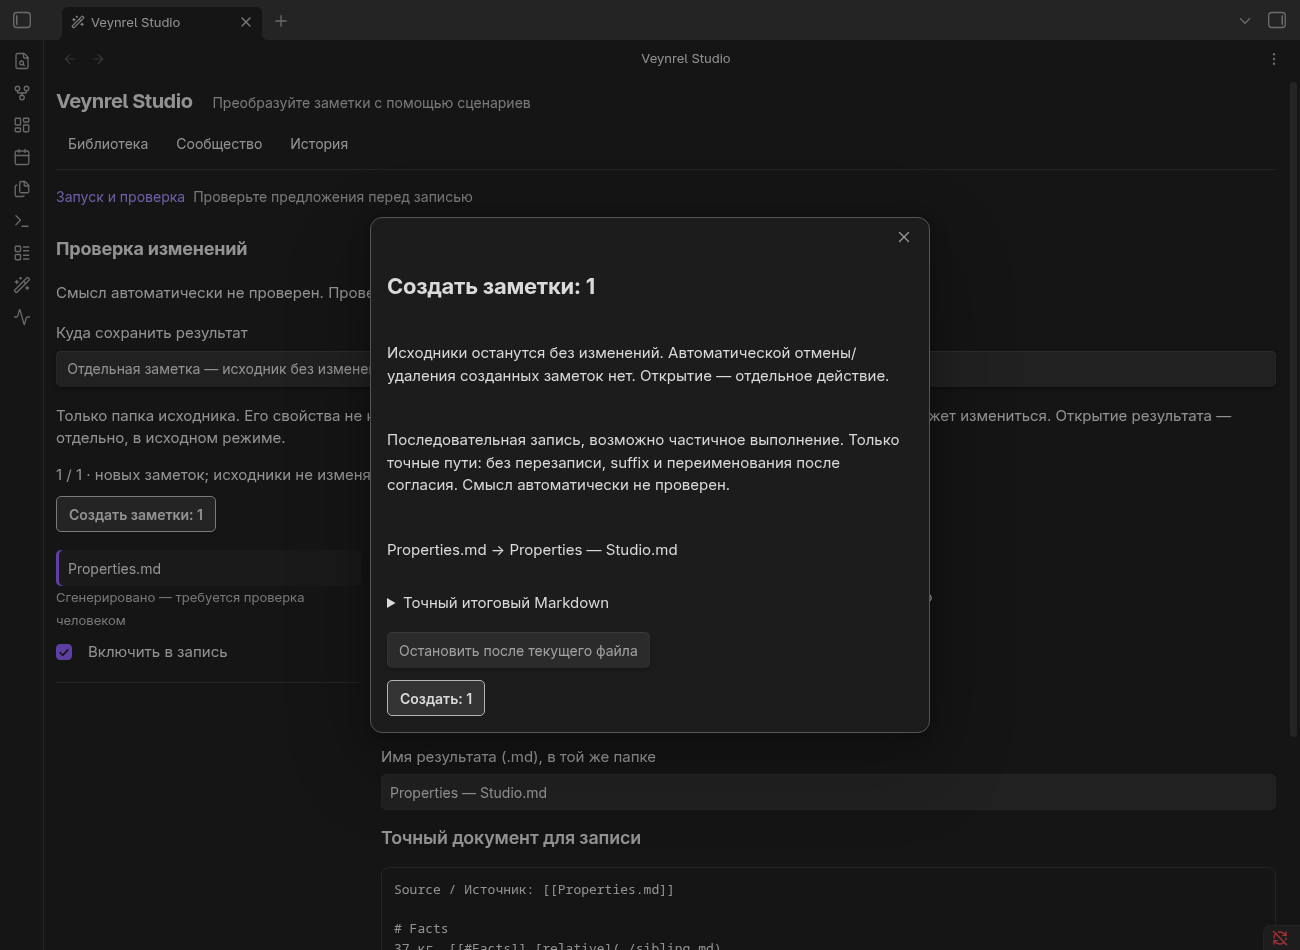 Veynrel Studio
Veynrel Studio
Veynrel Studio
Преобразуйте заметки с помощью сценариев
Библиотека
Сообщество
История
Запуск и проверка
Проверьте предложения перед записью
Проверка изменений
Смысл автоматически не проверен.
Куда сохранить результат
Отдельная заметка — исходник без
Только папка исходника. Его свойства не
измениться. Открытие результата —
отдельно, в исходном режиме.
1 / 1 · новых заметок; исходники не
Создать заметки: 1
Properties.md
Сгенерировано — требуется проверка
человеком
Включить в запись
Создать заметки: 1
Исходники останутся без изменений. Автоматической отмены/
удаления созданных заметок нет. Открытие — отдельное действие.
Последовательная запись, возможно частичное выполнение. Только
точные пути: без перезаписи, suffix и переименования после
согласия. Смысл автоматически не проверен.
Properties.md → Properties — Studio.md
Точный итоговый Markdown
Остановить после текущего файла
Создать: 1
Имя результата (.md), в той же папке
Properties — Studio.md
Точный документ для записи
Source / Источник: [[Properties.md]]
# Facts
37 кг. [[#Facts]] [relative](./sibling.md)